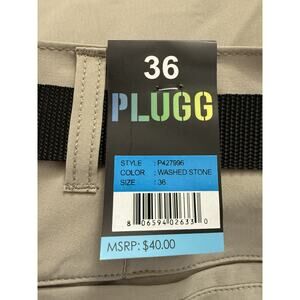 36
PLUGG
STYLE : P427996
COLOR : WASHED STONE
SIZE : 36
8 06594 02633 0
MSRP: $40.00